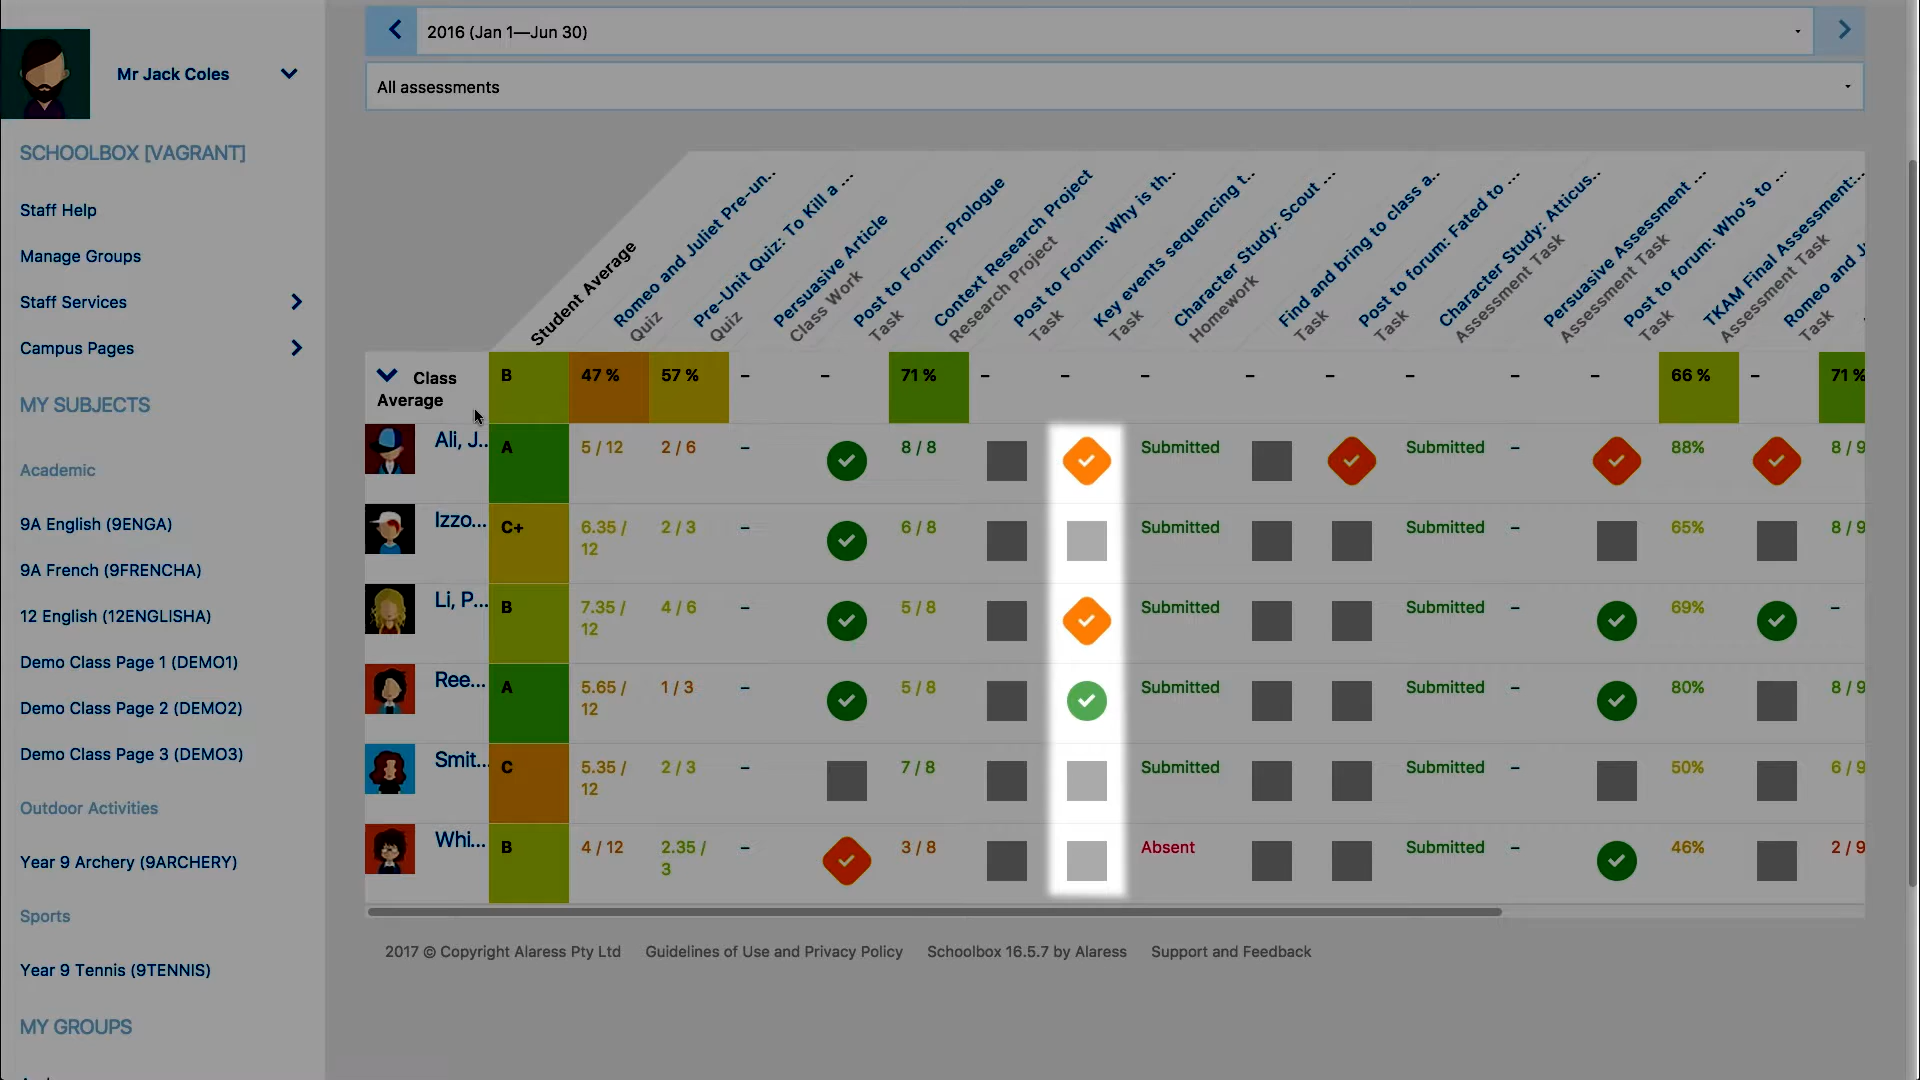 Mr Jack Coles
SCHOOLBOX [VAGRANT]
Staff Help
Manage Groups
Staff Services
Campus Pages
MY SUBJECTS
Academic
9A English (9ENGA)
9A French (9FRENCHA)
12 English (12ENGLISHA)
Demo Class Page 1 (DEMO1)
Demo Class Page 2 (DEMO2)
Demo Class Page 3 (DEMO3)
Outdoor Activities
Year 9 Archery (9ARCHERY)
Sports
Year 9 Tennis (9TENNIS)
MY GROUPS
2016 (Jan 1—Jun 30)
All assessments
Student Average
Romeo and Juliet Pre-un..
Quiz
Pre-Unit Quiz: To Kill a ...
Quiz
Persuasive Article
Class Work
Post to Forum: Prologue
Task
Context Research Project
Research Project
Post to Forum: Why is th..
Task
Key events sequencing t..
Task
Character Study: Scout ...
Homework
Find and bring to class a..
Task
Post to forum: Fated to ...
Task
Character Study: Atticus..
Assessment Task
Persuasive Assessment ...
Assessment Task
Post to forum: Who's to ...
Task
TKAM Final Assessment:..
Assessment Task
Romeo and J
Task
Class Average B 47 % 57 % – – 71 % – – – – – – – – 66 % – 71 %
Ali, J.. A 5 / 12 2 / 6 – 8 / 8 Submitted Submitted – 88% 8 / 9
Izzo... C+ 6.35 / 12 2 / 3 – 6 / 8 Submitted Submitted – 65% 8 / 9
Li, P... B 7.35 / 12 4 / 6 – 5 / 8 Submitted Submitted – 69% –
Ree... A 5.65 / 12 1 / 3 – 5 / 8 Submitted Submitted – 80% 8 / 9
Smit... C 5.35 / 12 2 / 3 – 7 / 8 Submitted Submitted – 50% 6 / 9
Whi... B 4 / 12 2.35 / 3 – 3 / 8 Absent Submitted – 46% 2 / 9
2017 © Copyright Alaress Pty Ltd Guidelines of Use and Privacy Policy Schoolbox 16.5.7 by Alaress Support and Feedback